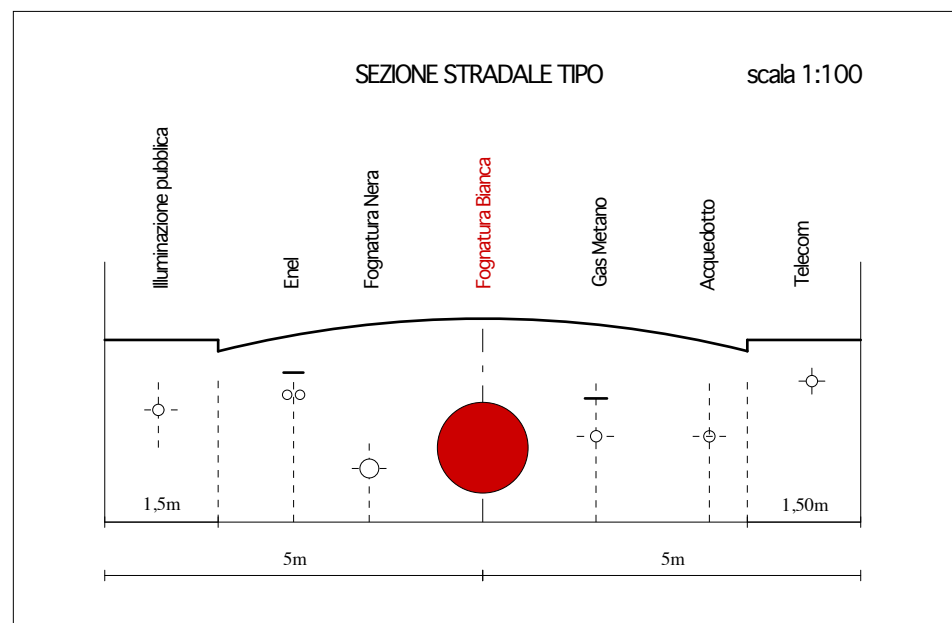 SEZIONE STRADALE TIPO
scala 1:100
Illuminazione pubblica
Enel
Fognatura Nera
Fognatura Bianca
Gas Metano
Acquedotto
Telecom
1,5m
1,50m
5m
5m